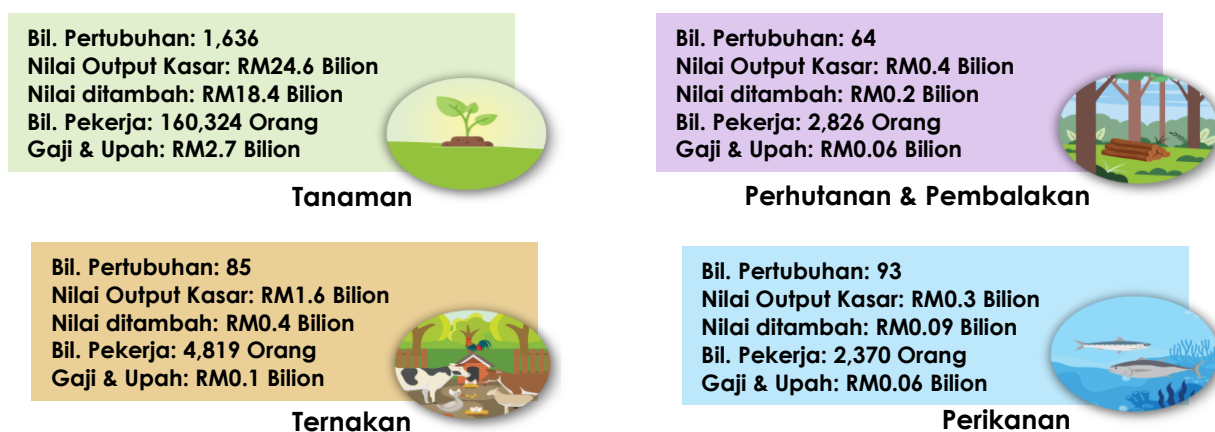 Bil. Pertubuhan: 1,636
Nilai Output Kasar: RM24.6 Bilion
Nilai ditambah: RM18.4 Bilion
Bil. Pekerja: 160,324 Orang
Gaji & Upah: RM2.7 Bilion
Tanaman
Bil. Pertubuhan: 64
Nilai Output Kasar: RM0.4 Bilion
Nilai ditambah: RM0.2 Bilion
Bil. Pekerja: 2,826 Orang
Gaji & Upah: RM0.06 Bilion
Perhutanan & Pembalakan
Bil. Pertubuhan: 85
Nilai Output Kasar: RM1.6 Bilion
Nilai ditambah: RM0.4 Bilion
Bil. Pekerja: 4,819 Orang
Gaji & Upah: RM0.1 Bilion
Ternakan
Bil. Pertubuhan: 93
Nilai Output Kasar: RM0.3 Bilion
Nilai ditambah: RM0.09 Bilion
Bil. Pekerja: 2,370 Orang
Gaji & Upah: RM0.06 Bilion
Perikanan